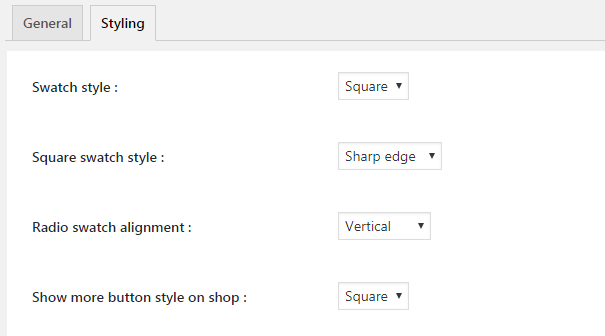 General Styling
Swatch style : Square
Square swatch style : Sharp edge
Radio swatch alignment : Vertical
Show more button style on shop : Square